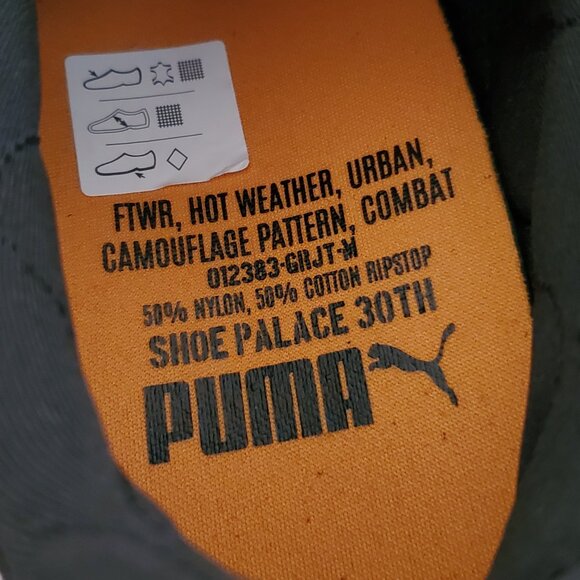 FTWR, HOT WEATHER, URBAN,
CAMOUFLAGE PATTERN, COMBAT
012383-GRJT-M
50% NYLON, 50% COTTON RIPSTOP
SHOE PALACE 30TH
PUMA